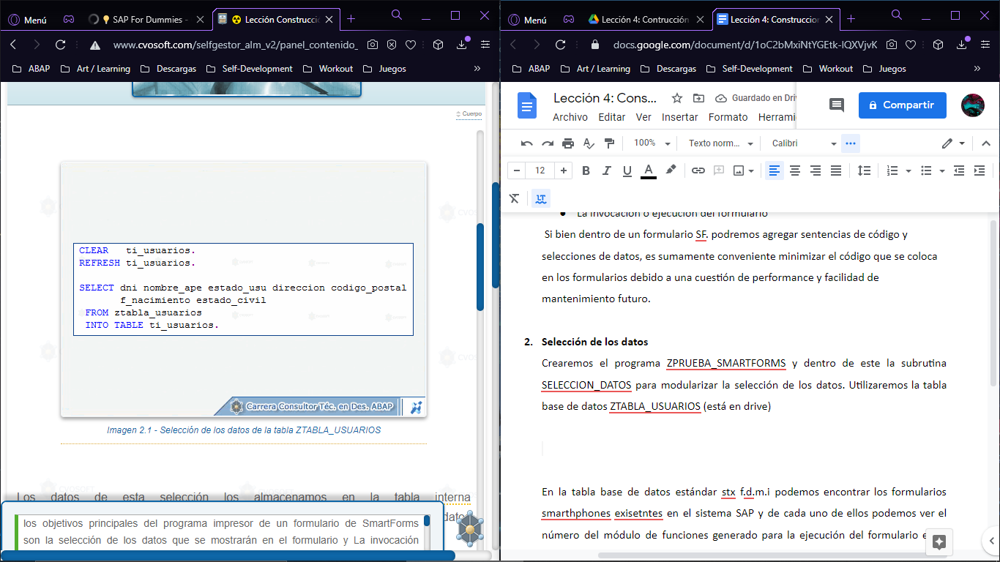 Menú
SAP For Dummies -
Lección Construcció
www.cvosoft.com/selfgestor_alm_v2/panel_contenido_
ABAP
Art / Learning
Descargas
Self-Development
Workout
Juegos
»
Cuerpo
CLEAR ti_usuarios.
REFRESH ti_usuarios.
SELECT dni nombre_ape estado_usu direccion codigo_postal
f_nacimiento estado_civil
FROM ztabla_usuarios
INTO TABLE ti_usuarios.
Carrera Consultor Téc. en Des. ABAP
Imagen 2.1 - Selección de los datos de la tabla ZTABLA_USUARIOS
Los datos de esta selección los almacenamos en la tabla interna
los objetivos principales del programa impresor de un formulario de SmartForms
son la selección de los datos que se mostrarán en el formulario y La invocación
Menú
Lección 4: Contrucción
Lección 4: Construccion
docs.google.com/document/d/1oC2bMxiNtYGEtk-IQXVjvK
ABAP
Art / Learning
Descargas
Self-Development
Workout
Juegos
»
Lección 4: Cons...
Guardado en Dri
Compartir
Archivo Editar Ver Insertar Formato Herrami
100% Texto norm... Calibri
12 B I U A
La invocación o ejecución del formulario
Si bien dentro de un formulario SF. podremos agregar sentencias de código y
selecciones de datos, es sumamente conveniente minimizar el código que se coloca
en los formularios debido a una cuestión de performance y facilidad de
mantenimiento futuro.
2. Selección de los datos
Crearemos el programa ZPRUEBA_SMARTFORMS y dentro de este la subrutina
SELECCION_DATOS para modularizar la selección de los datos. Utilizaremos la tabla
base de datos ZTABLA_USUARIOS (está en drive)
En la tabla base de datos estándar stx f.d.m.i podemos encontrar los formularios
smarthphones exisetntes en el sistema SAP y de cada uno de ellos podemos ver el
número del módulo de funciones generado para la ejecución del formulario